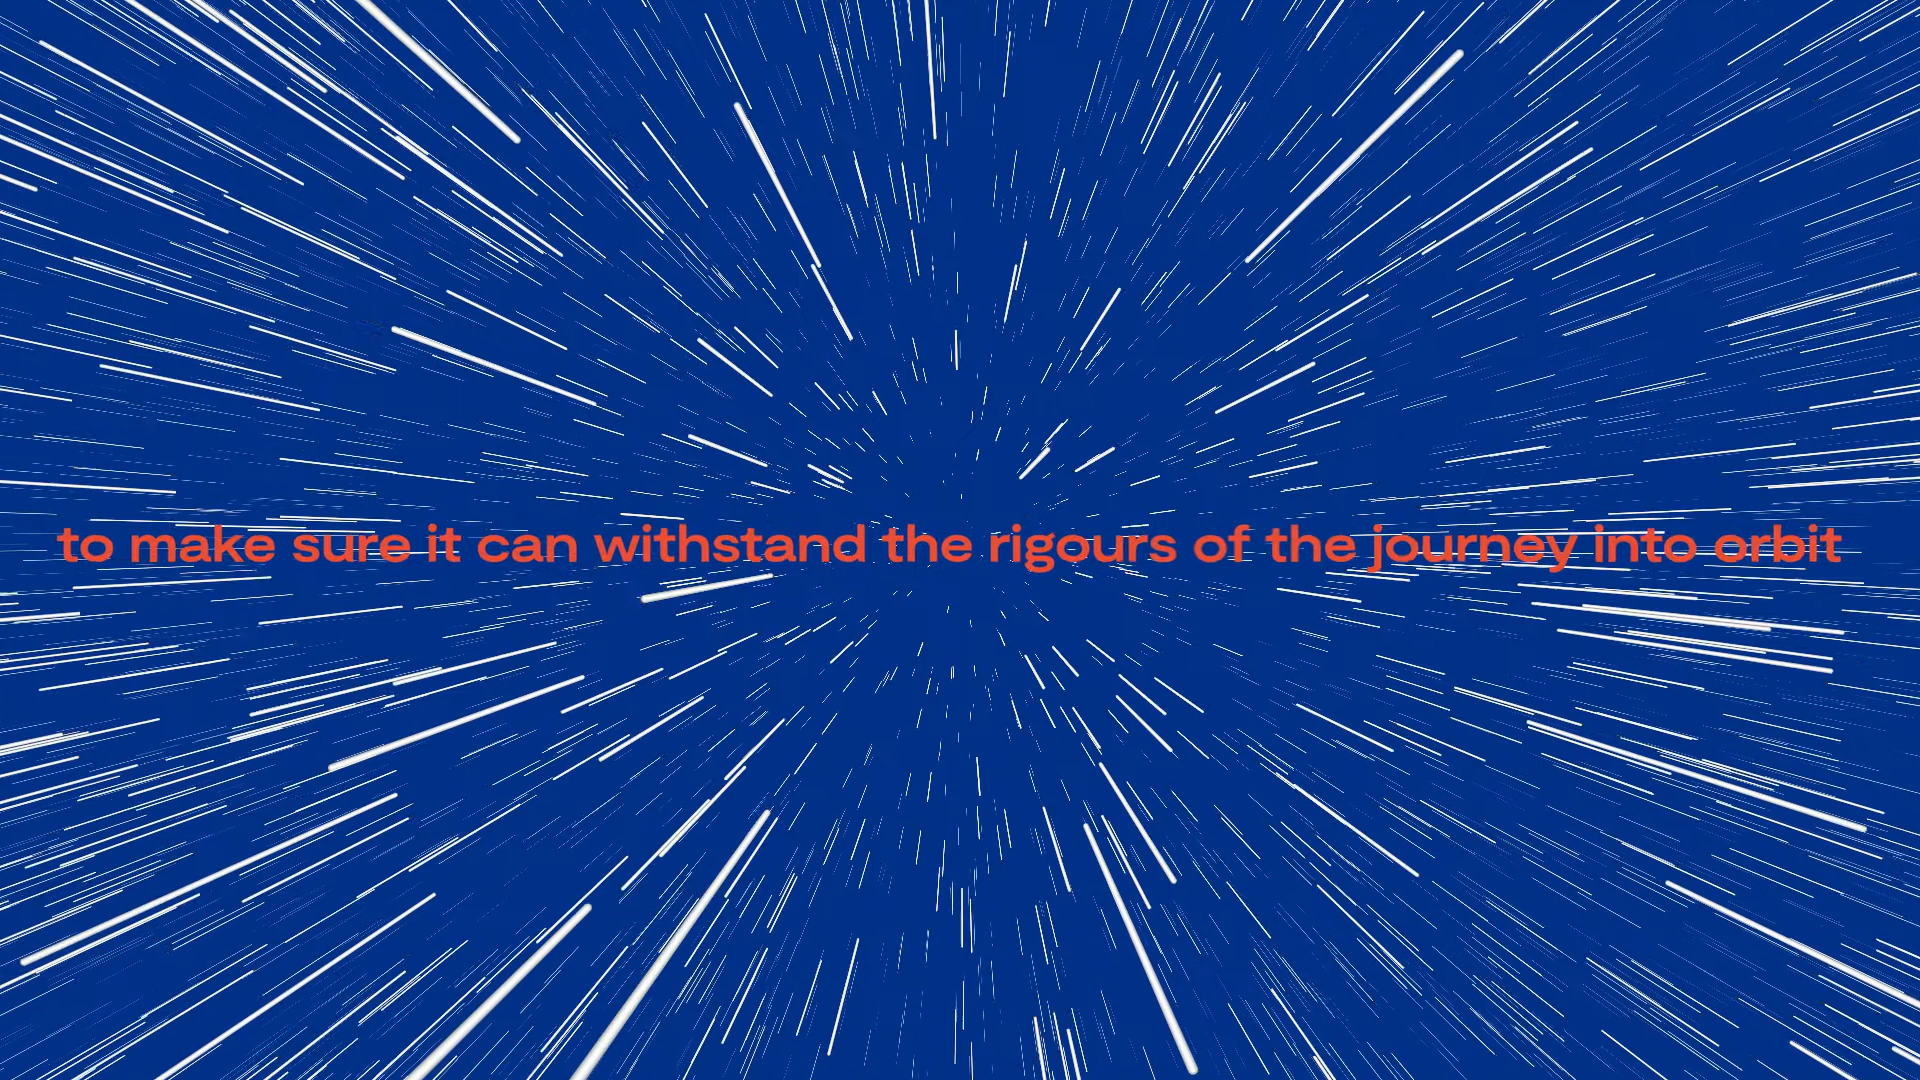 to make sure it can withstand the rigours of the journey into orbit